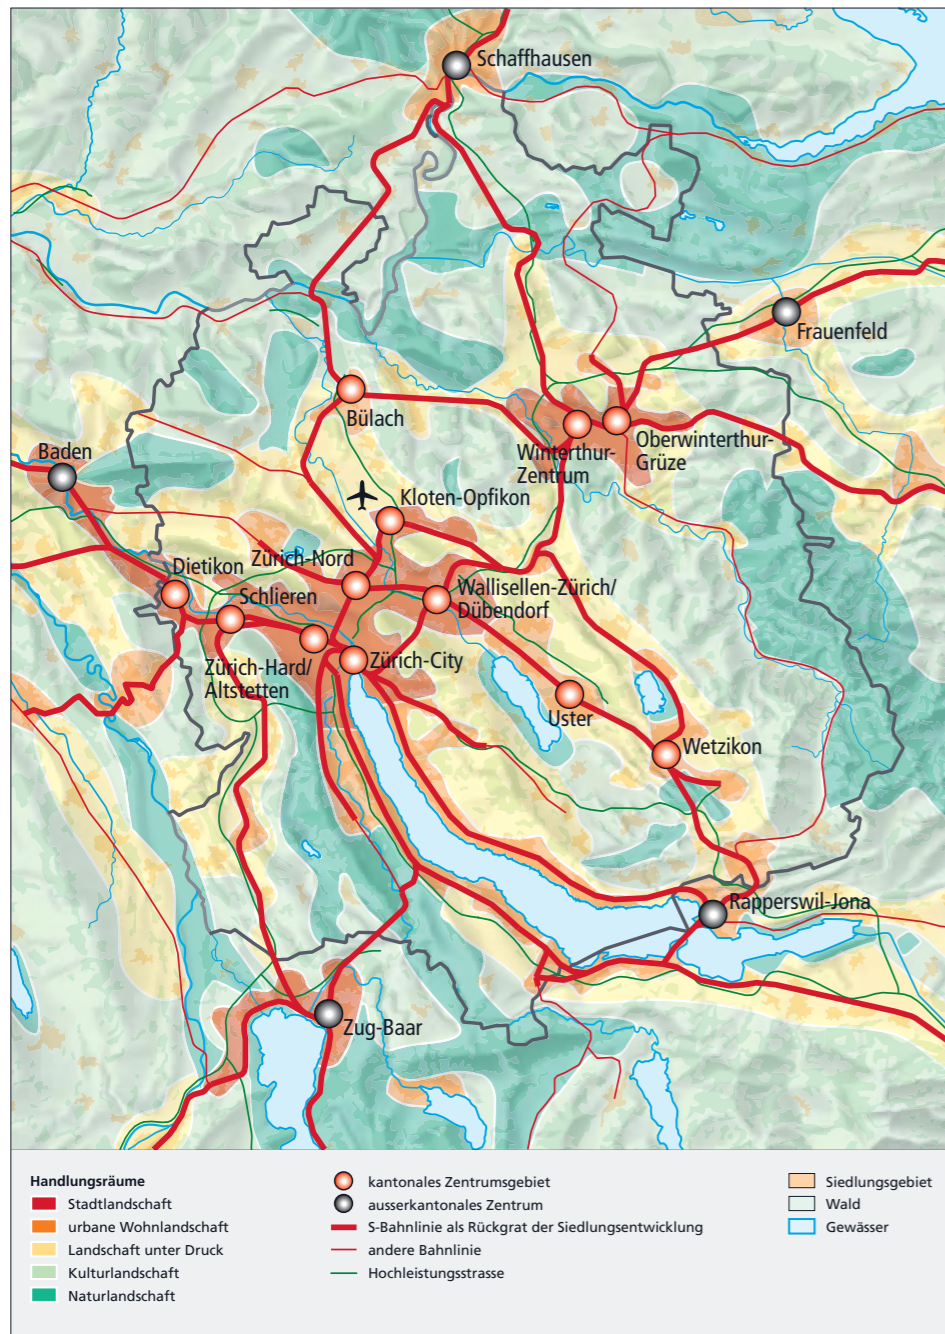 Schaffhausen
Frauenfeld
Bülach
Oberwinterthur-
Grüze
Winterthur-
Zentrum
Baden
Kloten-Opfikon
Zürich-Nord
Dietikon
Schlieren
Wallisellen-Zürich/
Dübendorf
Zürich-Hard/
Altstetten
Zürich-City
Uster
Wetzikon
Rapperswil-Jona
Zug-Baar
Handlungsräume
Stadtlandschaft
urbane Wohnlandschaft
Landschaft unter Druck
Kulturlandschaft
Naturlandschaft
kantonales Zentrumsgebiet
ausserkantonales Zentrum
S-Bahnlinie als Rückgrat der Siedlungsentwicklung
andere Bahnlinie
Hochleistungsstrasse
Siedlungsgebiet
Wald
Gewässer